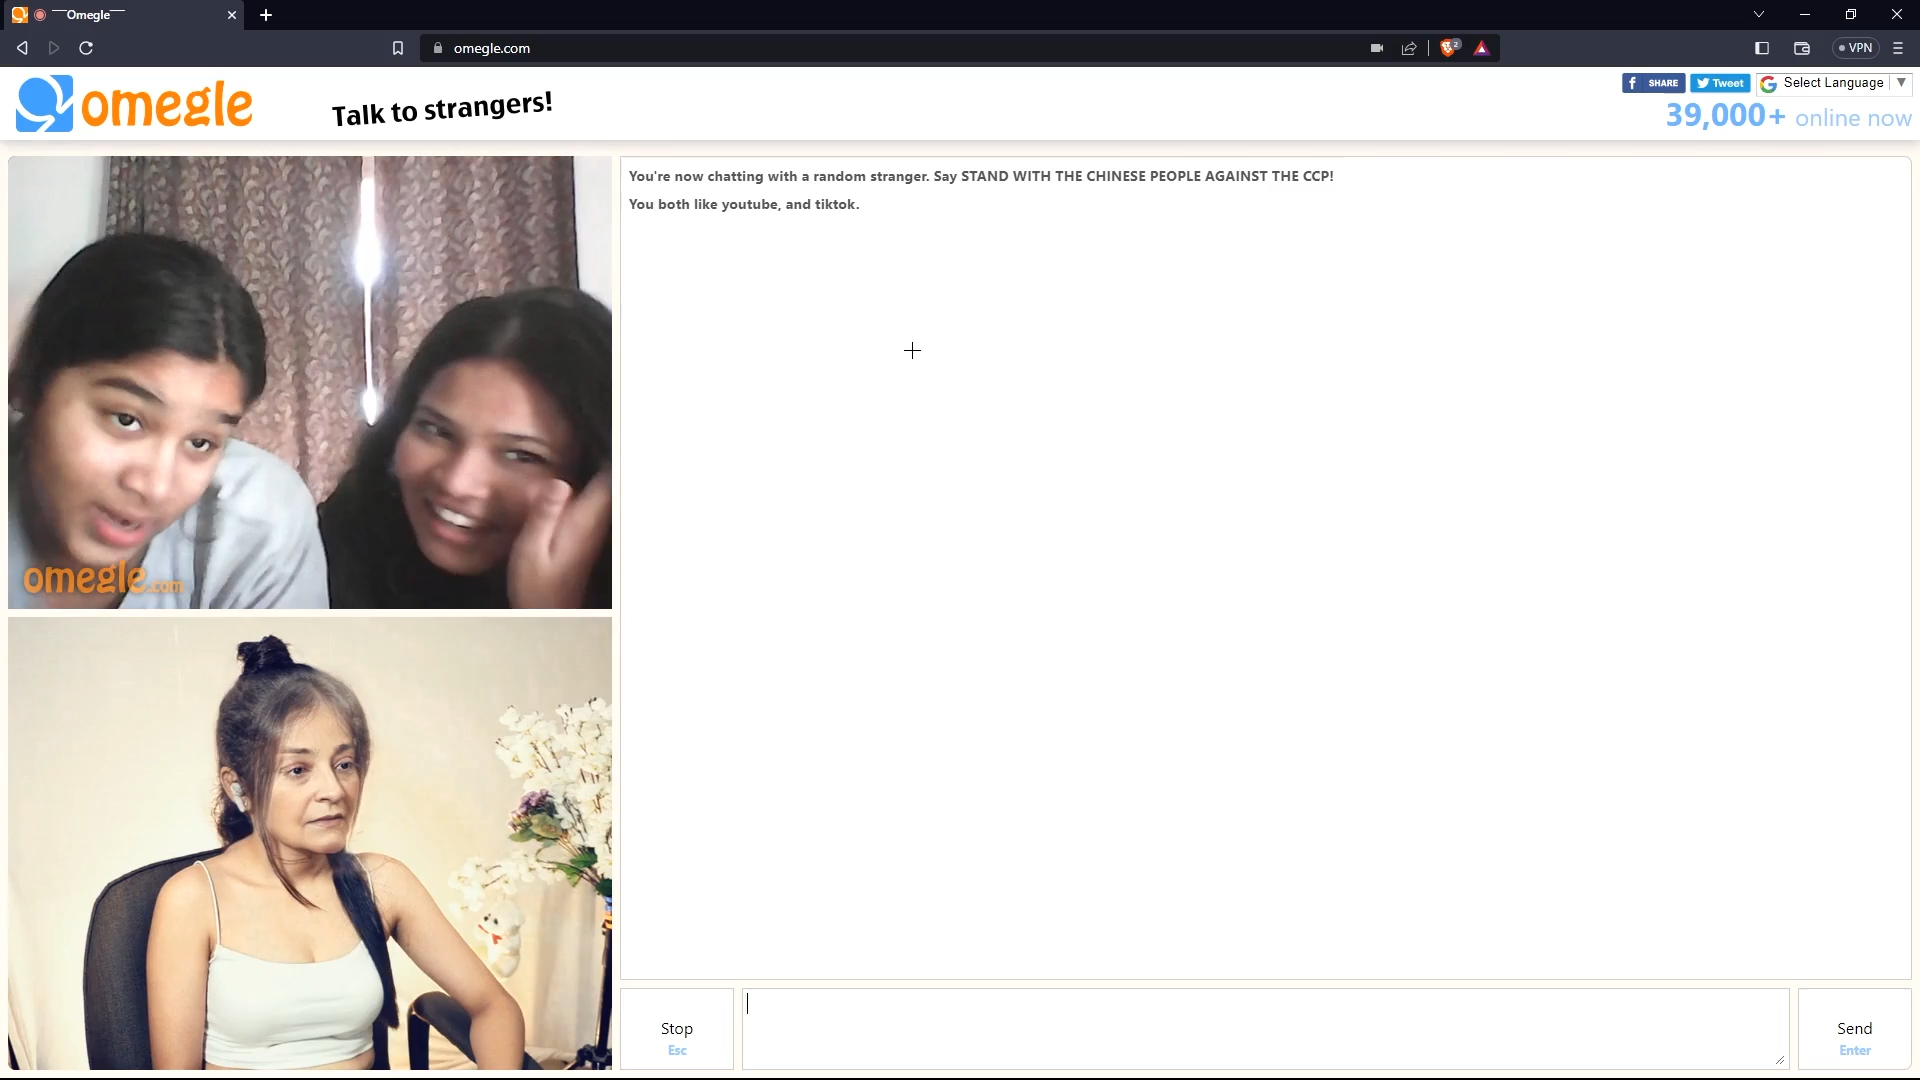 Omegle
omegle.com
2
VPN
omegle
Talk to strangers!
SHARE
Tweet
Select Language
39,000+ online now
You're now chatting with a random stranger. Say STAND WITH THE CHINESE PEOPLE AGAINST THE CCP!
You both like youtube, and tiktok.
omegle.com
Stop
Esc
Send
Enter